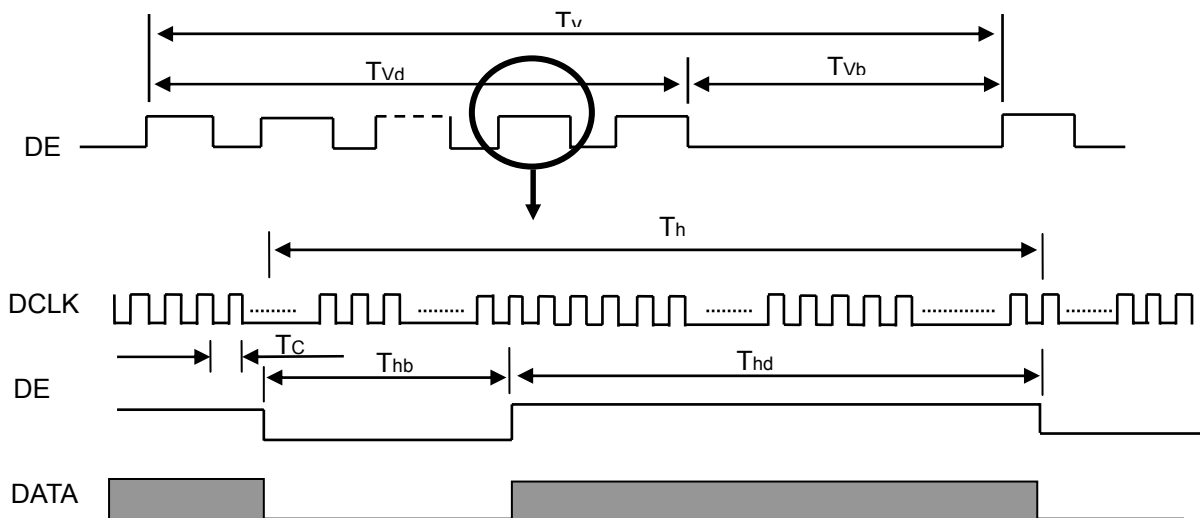 Tv
TVd
TVb
DE
Th
DCLK
TC
Thb
Thd
DE
DATA